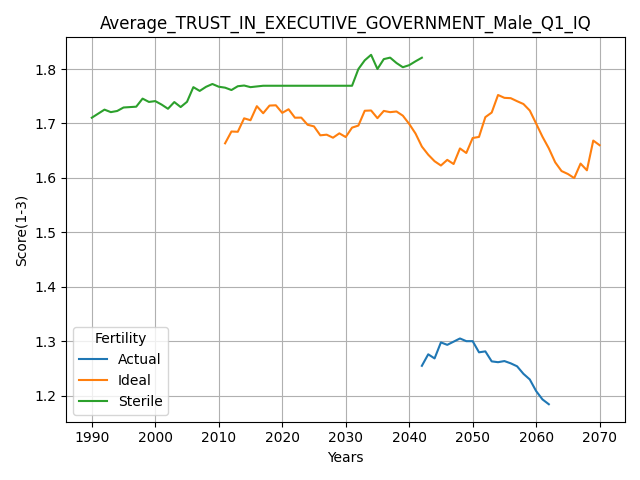 Average_TRUST_IN_EXECUTIVE_GOVERNMENT_Male_Q1_IQ
Score(1-3)
1.8
1.7
1.6
1.5
1.4
1.3
1.2
Fertility
Actual
Ideal
Sterile
1990 2000 2010 2020 2030 2040 2050 2060 2070
Years